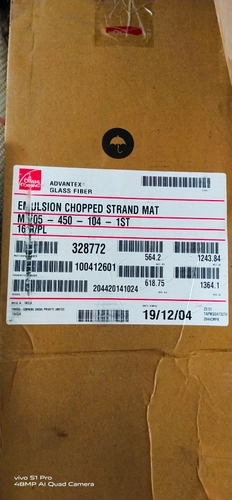 ADVANTEX®
GLASS FIBER
EMULSION CHOPPED STRAND MAT
M 705 - 450 - 104 - 1ST
16 R/PL
328772
564.2
1243.84
100412601
618.75
1364.1
204420141024
19/12/04
vivo S1 Pro
48MP AI Quad Camera